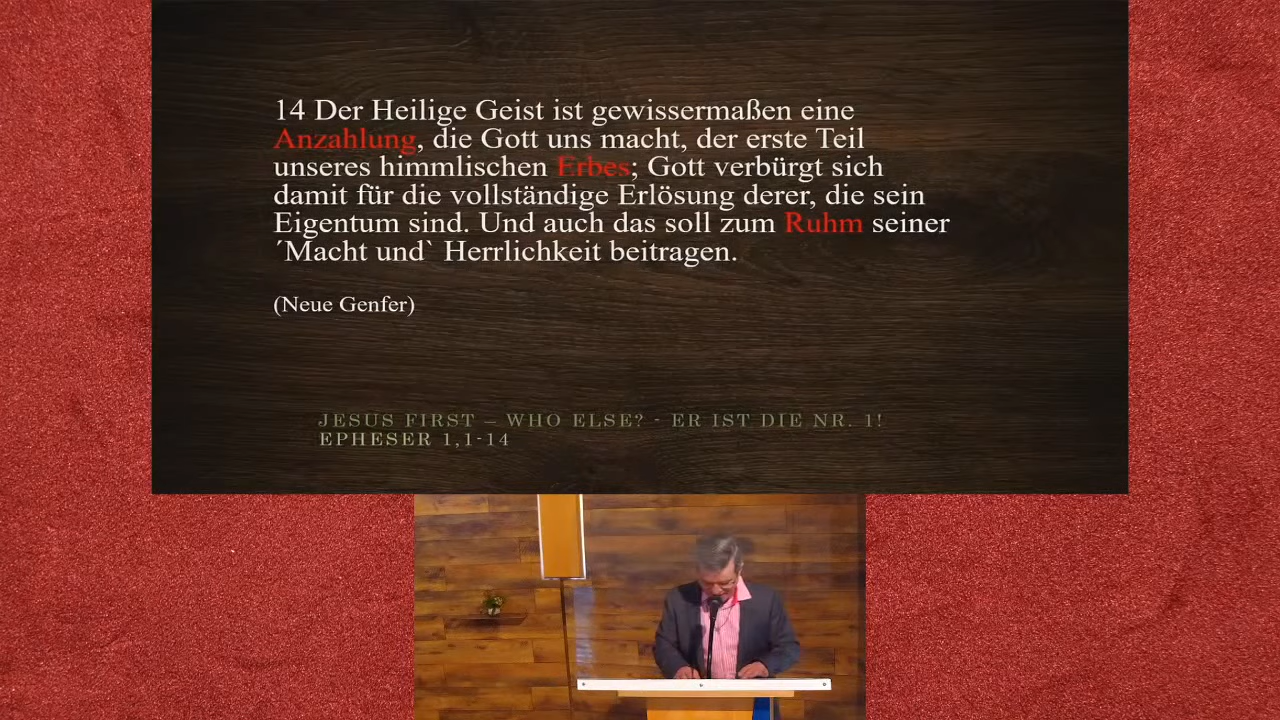 14 Der Heilige Geist ist gewissermaßen eine
Anzahlung, die Gott uns macht, der erste Teil
unseres himmlischen Erbes; Gott verbürgt sich
damit für die vollständige Erlösung derer, die sein
Eigentum sind. Und auch das soll zum Ruhm seiner
´Macht und` Herrlichkeit beitragen.
(Neue Genfer)
JESUS FIRST – WHO ELSE? - ER IST DIE NR. 1!
EPHESER 1,1-14